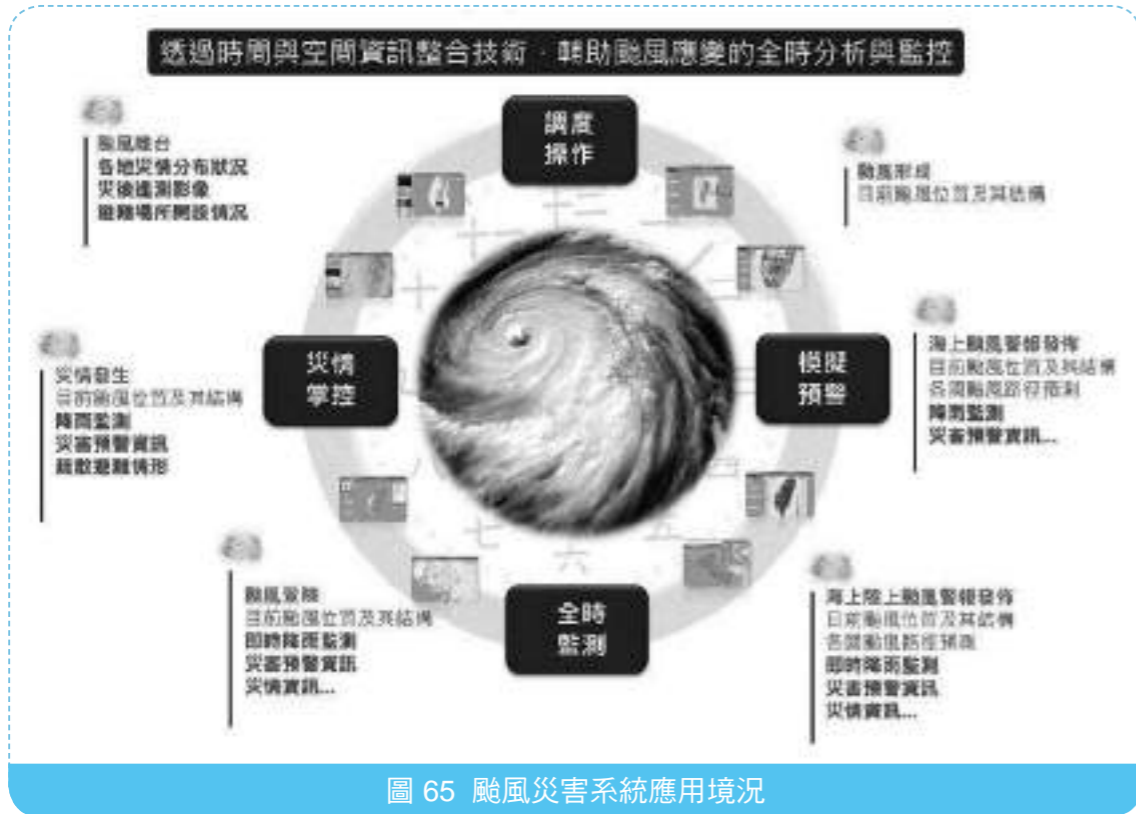 透過時間與空間資訊整合技術‧輔助颱風應變的全時分析與監控
調度
操作
颱風離台
各地災情分布狀況
災後遙測影像
避難場所開設情況
颱風形成
目前颱風位置及其結構
十二
一
十一
二
十
災情
掌控
模擬
預警
海上颱風警報發佈
目前颱風位置及其結構
各國颱風路徑預測
降雨監測
災害預警資訊...
災情發生
目前颱風位置及其結構
降雨監測
災害預警資訊
疏散避難情形
八
七
六
五
全時
監測
颱風登陸
目前颱風位置及其結構
即時降雨監測
災害預警資訊
災情資訊...
海上陸上颱風警報發佈
目前颱風位置及其結構
各國颱風路徑預測
即時降雨監測
災害預警資訊
災情資訊...
圖 65 颱風災害系統應用境況